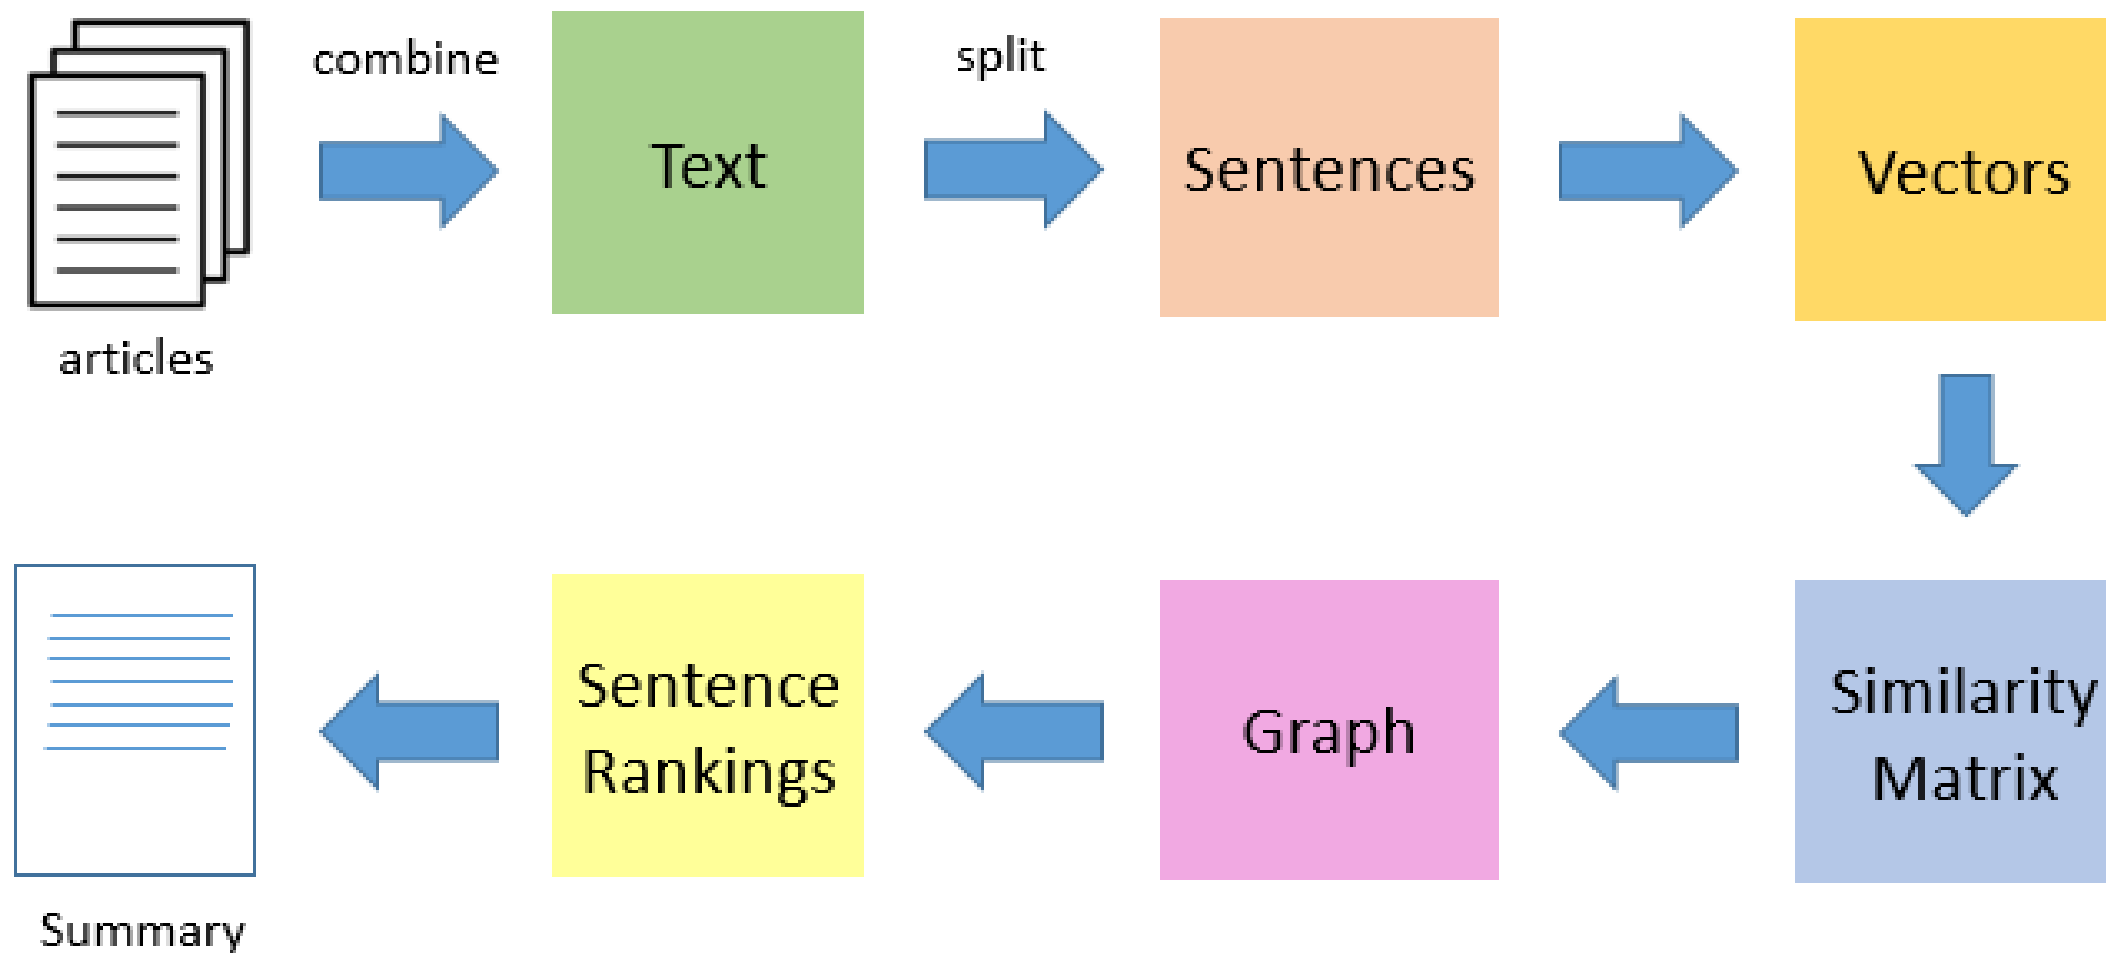 combine
split
Text
Sentences
Vectors
articles
Similarity
Matrix
Graph
Sentence
Rankings
Summary